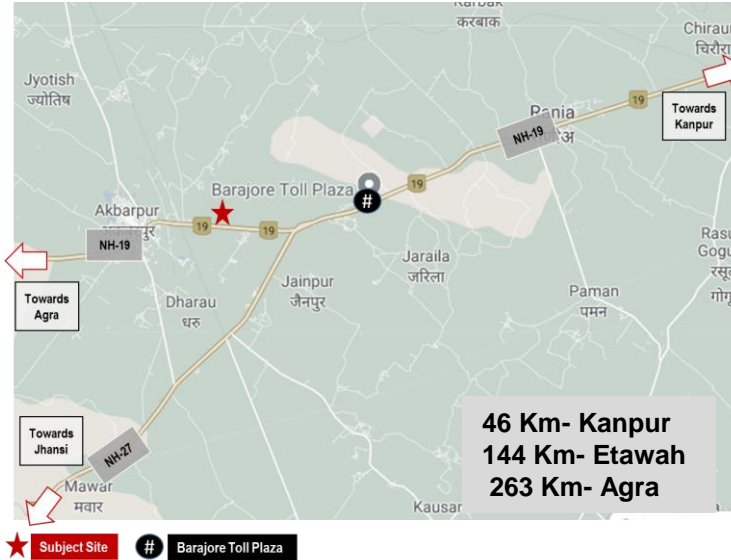 करबाक
Chiraur
चिरौरा
Jyotish
ज्योतिष
19
Towards
Kanpur
Rania
NH-19
Barajore Toll Plaza
19
#
Akbarpur
19
19
NH-19
Towards
Agra
Jainpur
जैनपुर
Jaraila
जरिला
Dharau
धरु
Paman
पमन
Rasu
Gogu
Towards
Jhansi
NH-27
Mawar
मवार
46 Km- Kanpur
144 Km- Etawah
263 Km- Agra
Kausar
Subject Site
#
Barajore Toll Plaza